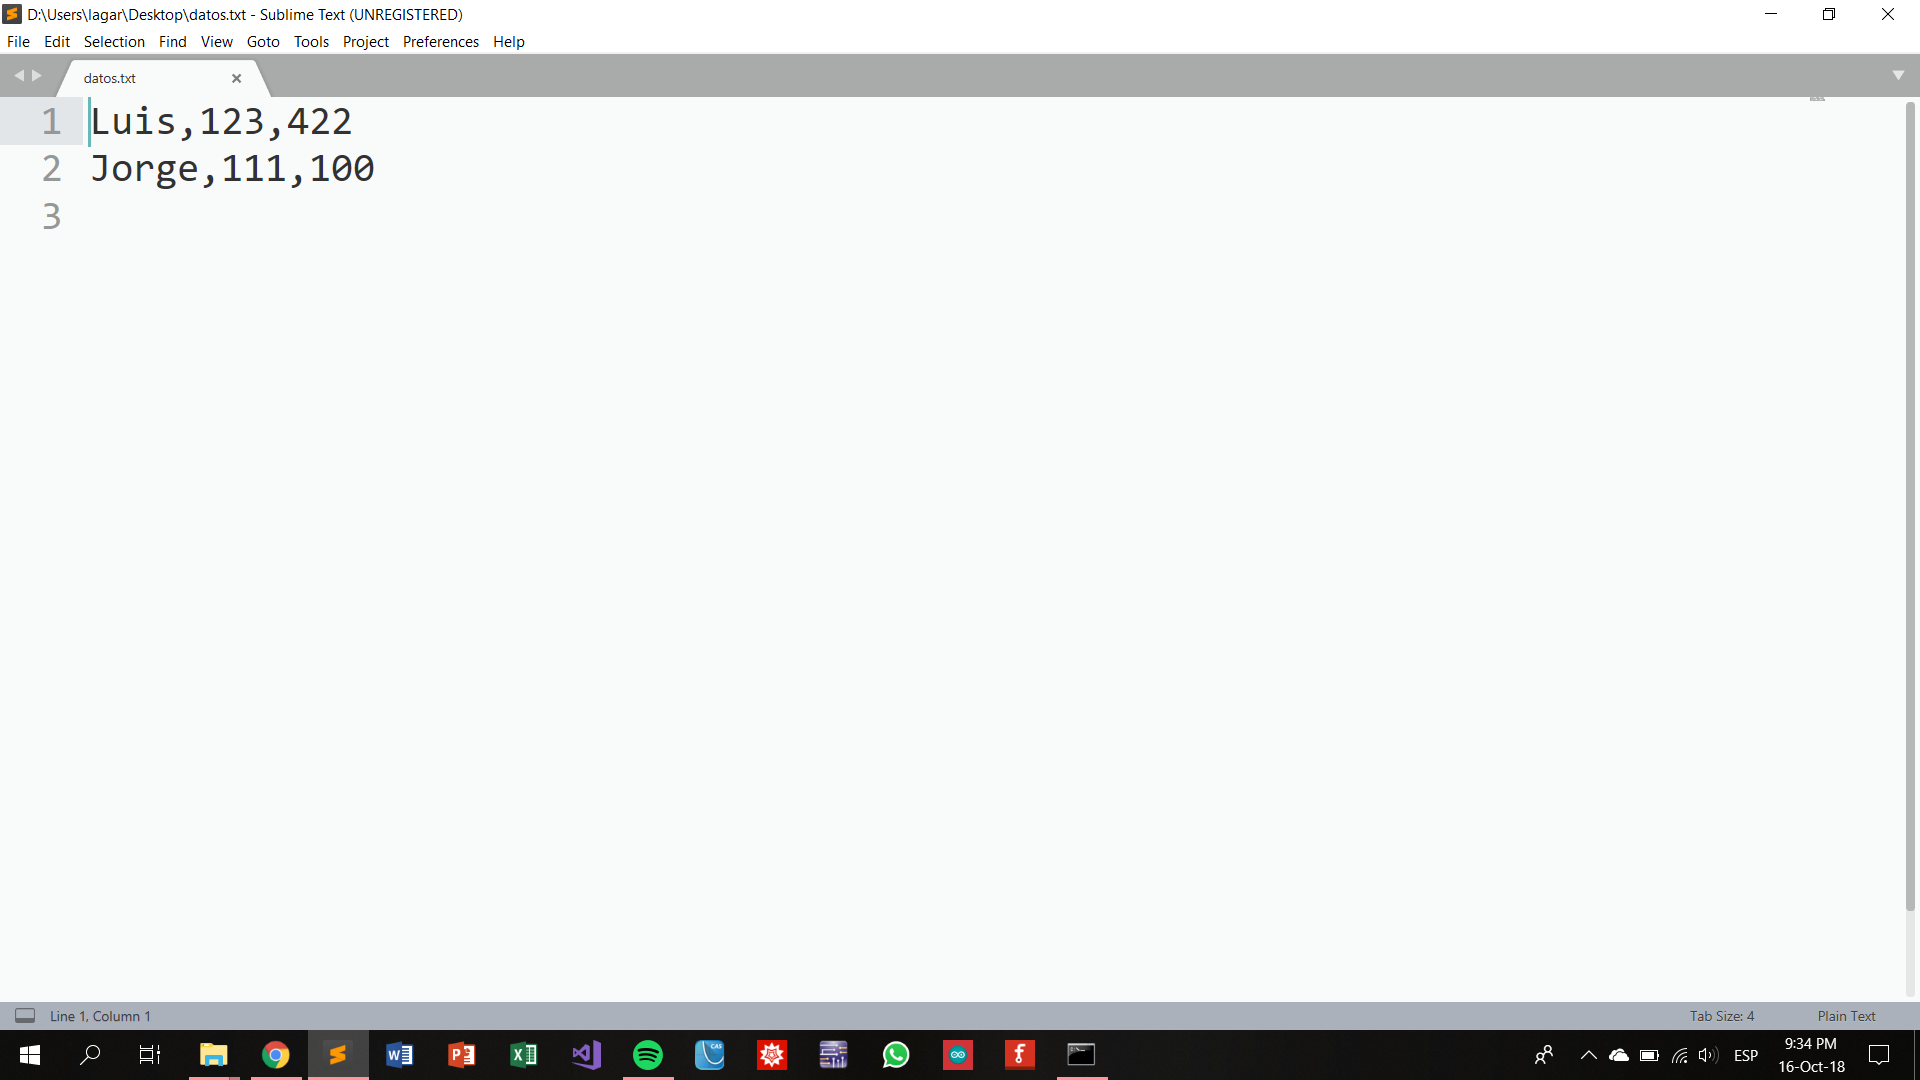 D:\Users\lagar\Desktop\datos.txt - Sublime Text (UNREGISTERED)
File Edit Selection Find View Goto Tools Project Preferences Help
datos.txt
1 Luis,123,422
2 Jorge,111,100
3
Line 1, Column 1
Tab Size: 4
Plain Text
CAS
ESP
9:34 PM
16-Oct-18